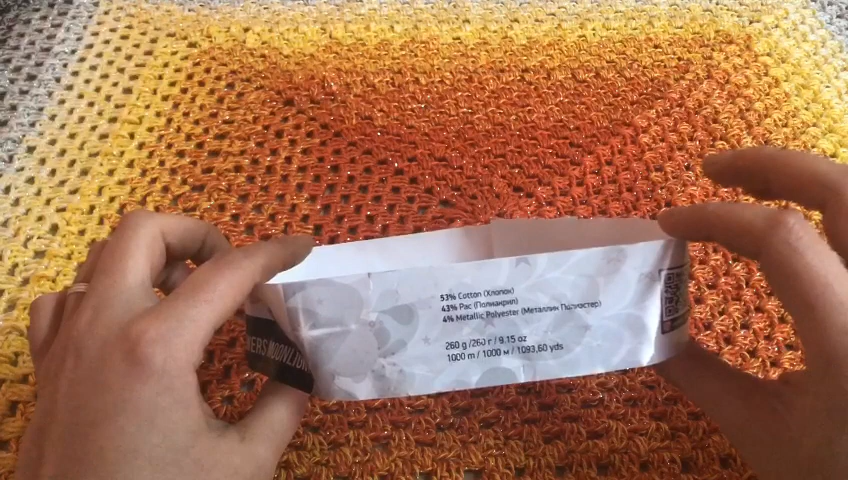 53% Cotton (Хлопок)
43% Pac (Полиакрил)
4% Metallic Polyester (Металлик Полиэстер)
260 g /260 г / 9.15 oz
1000 m / 1000 м / 1093,60 yds